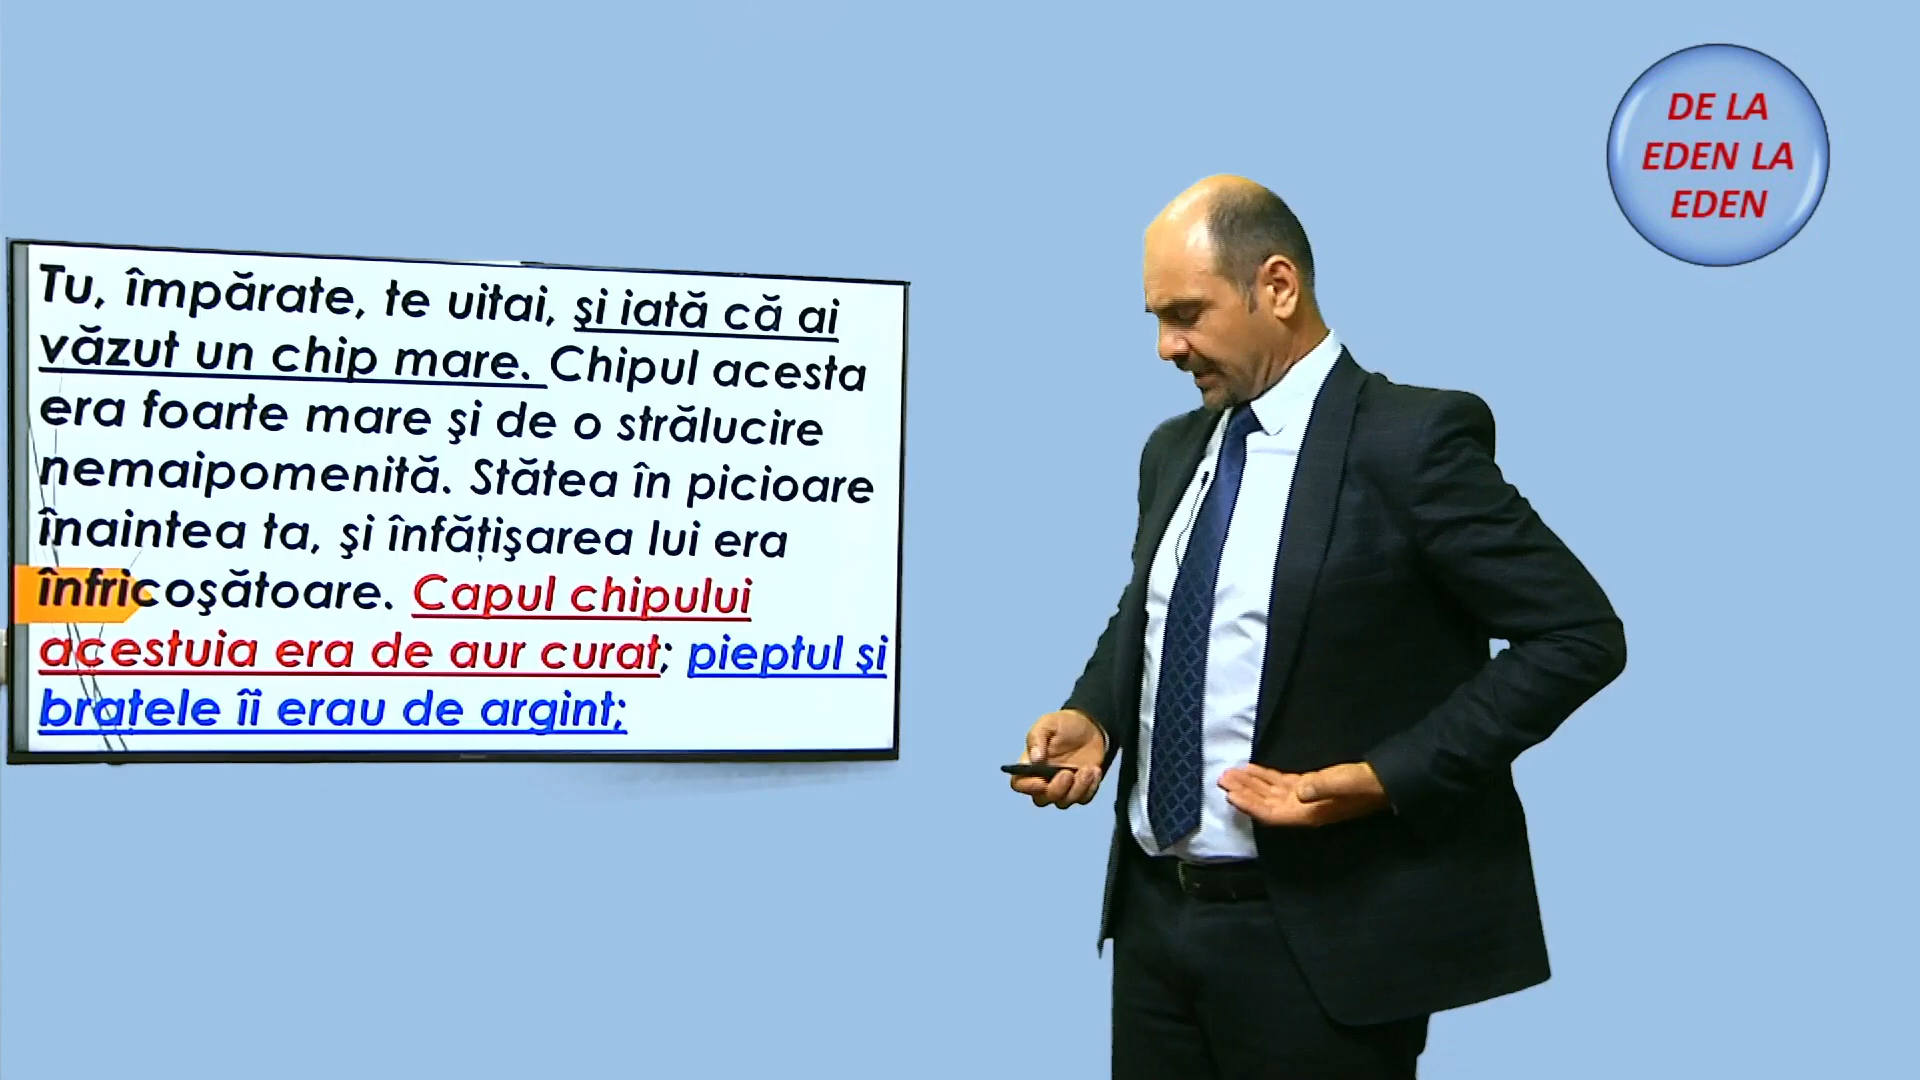 Tu, împărate, te uitai, şi iată că ai
văzut un chip mare. Chipul acesta
era foarte mare şi de o strălucire
nemaipomenită. Stătea în picioare
înaintea ta, şi înfăţişarea lui era
înfricoşătoare. Capul chipului
acestuia era de aur curat; pieptul şi
braţele îi erau de argint;
DE LA
EDEN LA
EDEN